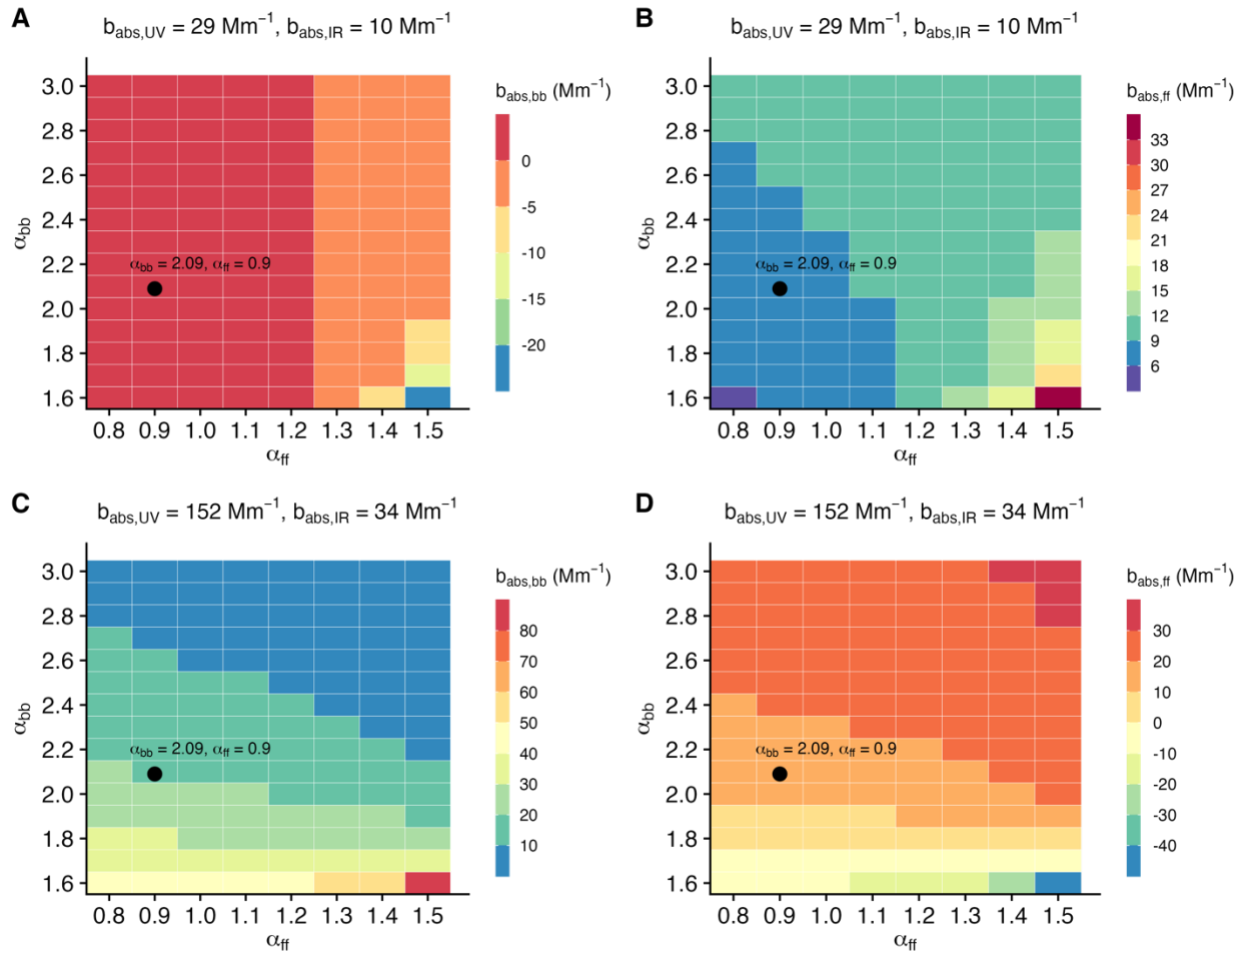 A
b_abs,UV = 29 Mm⁻¹, b_abs,IR = 10 Mm⁻¹
α_bb
3.0
2.8
2.6
2.4
2.2
2.0
1.8
1.6
α_bb = 2.09, α_ff = 0.9
0.8 0.9 1.0 1.1 1.2 1.3 1.4 1.5
α_ff
b_abs,bb (Mm⁻¹)
0
-5
-10
-15
-20
B
b_abs,UV = 29 Mm⁻¹, b_abs,IR = 10 Mm⁻¹
α_bb
3.0
2.8
2.6
2.4
2.2
2.0
1.8
1.6
α_bb = 2.09, α_ff = 0.9
0.8 0.9 1.0 1.1 1.2 1.3 1.4 1.5
α_ff
b_abs,ff (Mm⁻¹)
33
30
27
24
21
18
15
12
9
6
C
b_abs,UV = 152 Mm⁻¹, b_abs,IR = 34 Mm⁻¹
α_bb
3.0
2.8
2.6
2.4
2.2
2.0
1.8
1.6
α_bb = 2.09, α_ff = 0.9
0.8 0.9 1.0 1.1 1.2 1.3 1.4 1.5
α_ff
b_abs,bb (Mm⁻¹)
80
70
60
50
40
30
20
10
D
b_abs,UV = 152 Mm⁻¹, b_abs,IR = 34 Mm⁻¹
α_bb
3.0
2.8
2.6
2.4
2.2
2.0
1.8
1.6
α_bb = 2.09, α_ff = 0.9
0.8 0.9 1.0 1.1 1.2 1.3 1.4 1.5
α_ff
b_abs,ff (Mm⁻¹)
30
20
10
0
-10
-20
-30
-40